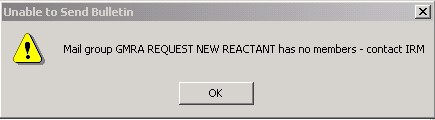 Unable to Send Bulletin
Mail group GMRA REQUEST NEW REACTANT has no members - contact IRM
OK